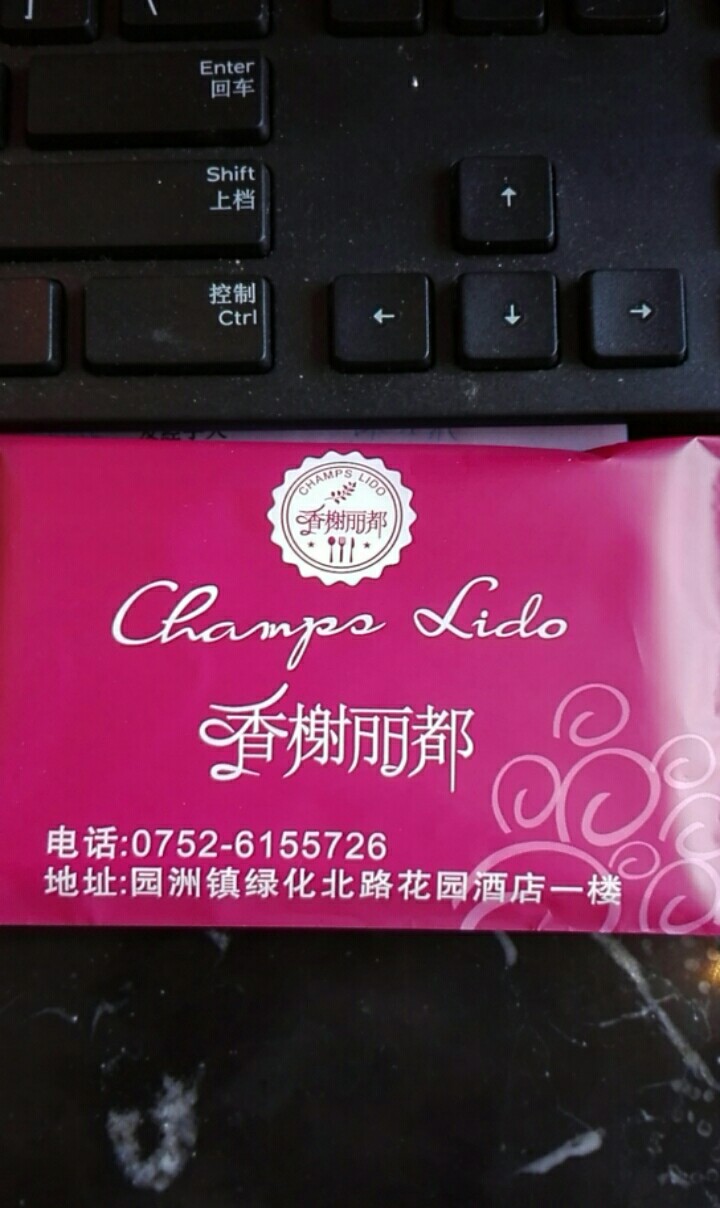 ]
\
Enter
回车
Shift
上档
↑
控制
Ctrl
← ↓ →
CHAMPS LIDO
香榭丽都
Champs Lido
香榭丽都
电话:0752-6155726
地址:园洲镇绿化北路花园酒店一楼